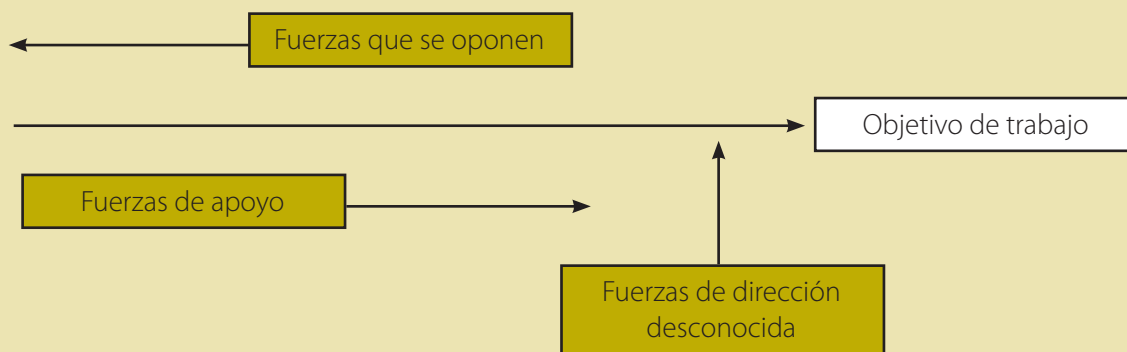 Fuerzas que se oponen
Objetivo de trabajo
Fuerzas de apoyo
Fuerzas de dirección
desconocida